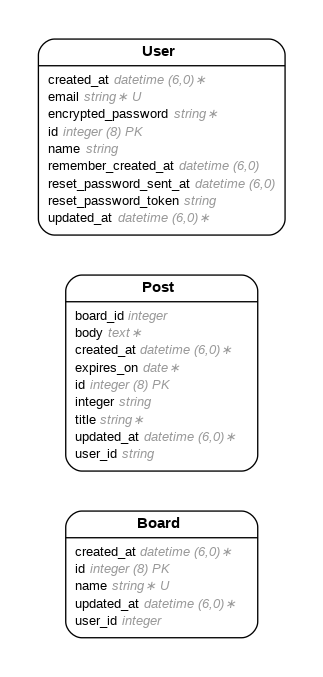 User
created_at datetime (6,0)∗
email string∗ U
encrypted_password string∗
id integer (8) PK
name string
remember_created_at datetime (6,0)
reset_password_sent_at datetime (6,0)
reset_password_token string
updated_at datetime (6,0)∗
Post
board_id integer
body text∗
created_at datetime (6,0)∗
expires_on date∗
id integer (8) PK
integer string
title string∗
updated_at datetime (6,0)∗
user_id string
Board
created_at datetime (6,0)∗
id integer (8) PK
name string∗ U
updated_at datetime (6,0)∗
user_id integer